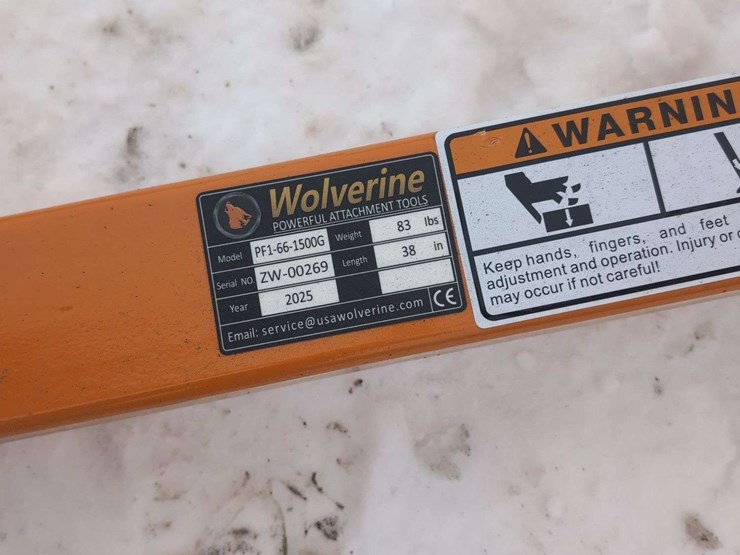 Wolverine
POWERFUL ATTACHMENT TOOLS
Model PF1-66-1500G Weight 83 lbs
Serial NO. ZW-00269 Length 38 in
Year 2025
Email: service@usawolverine.com CE
WARNIN
Keep hands, fingers, and feet
adjustment and operation. Injury or
may occur if not careful!